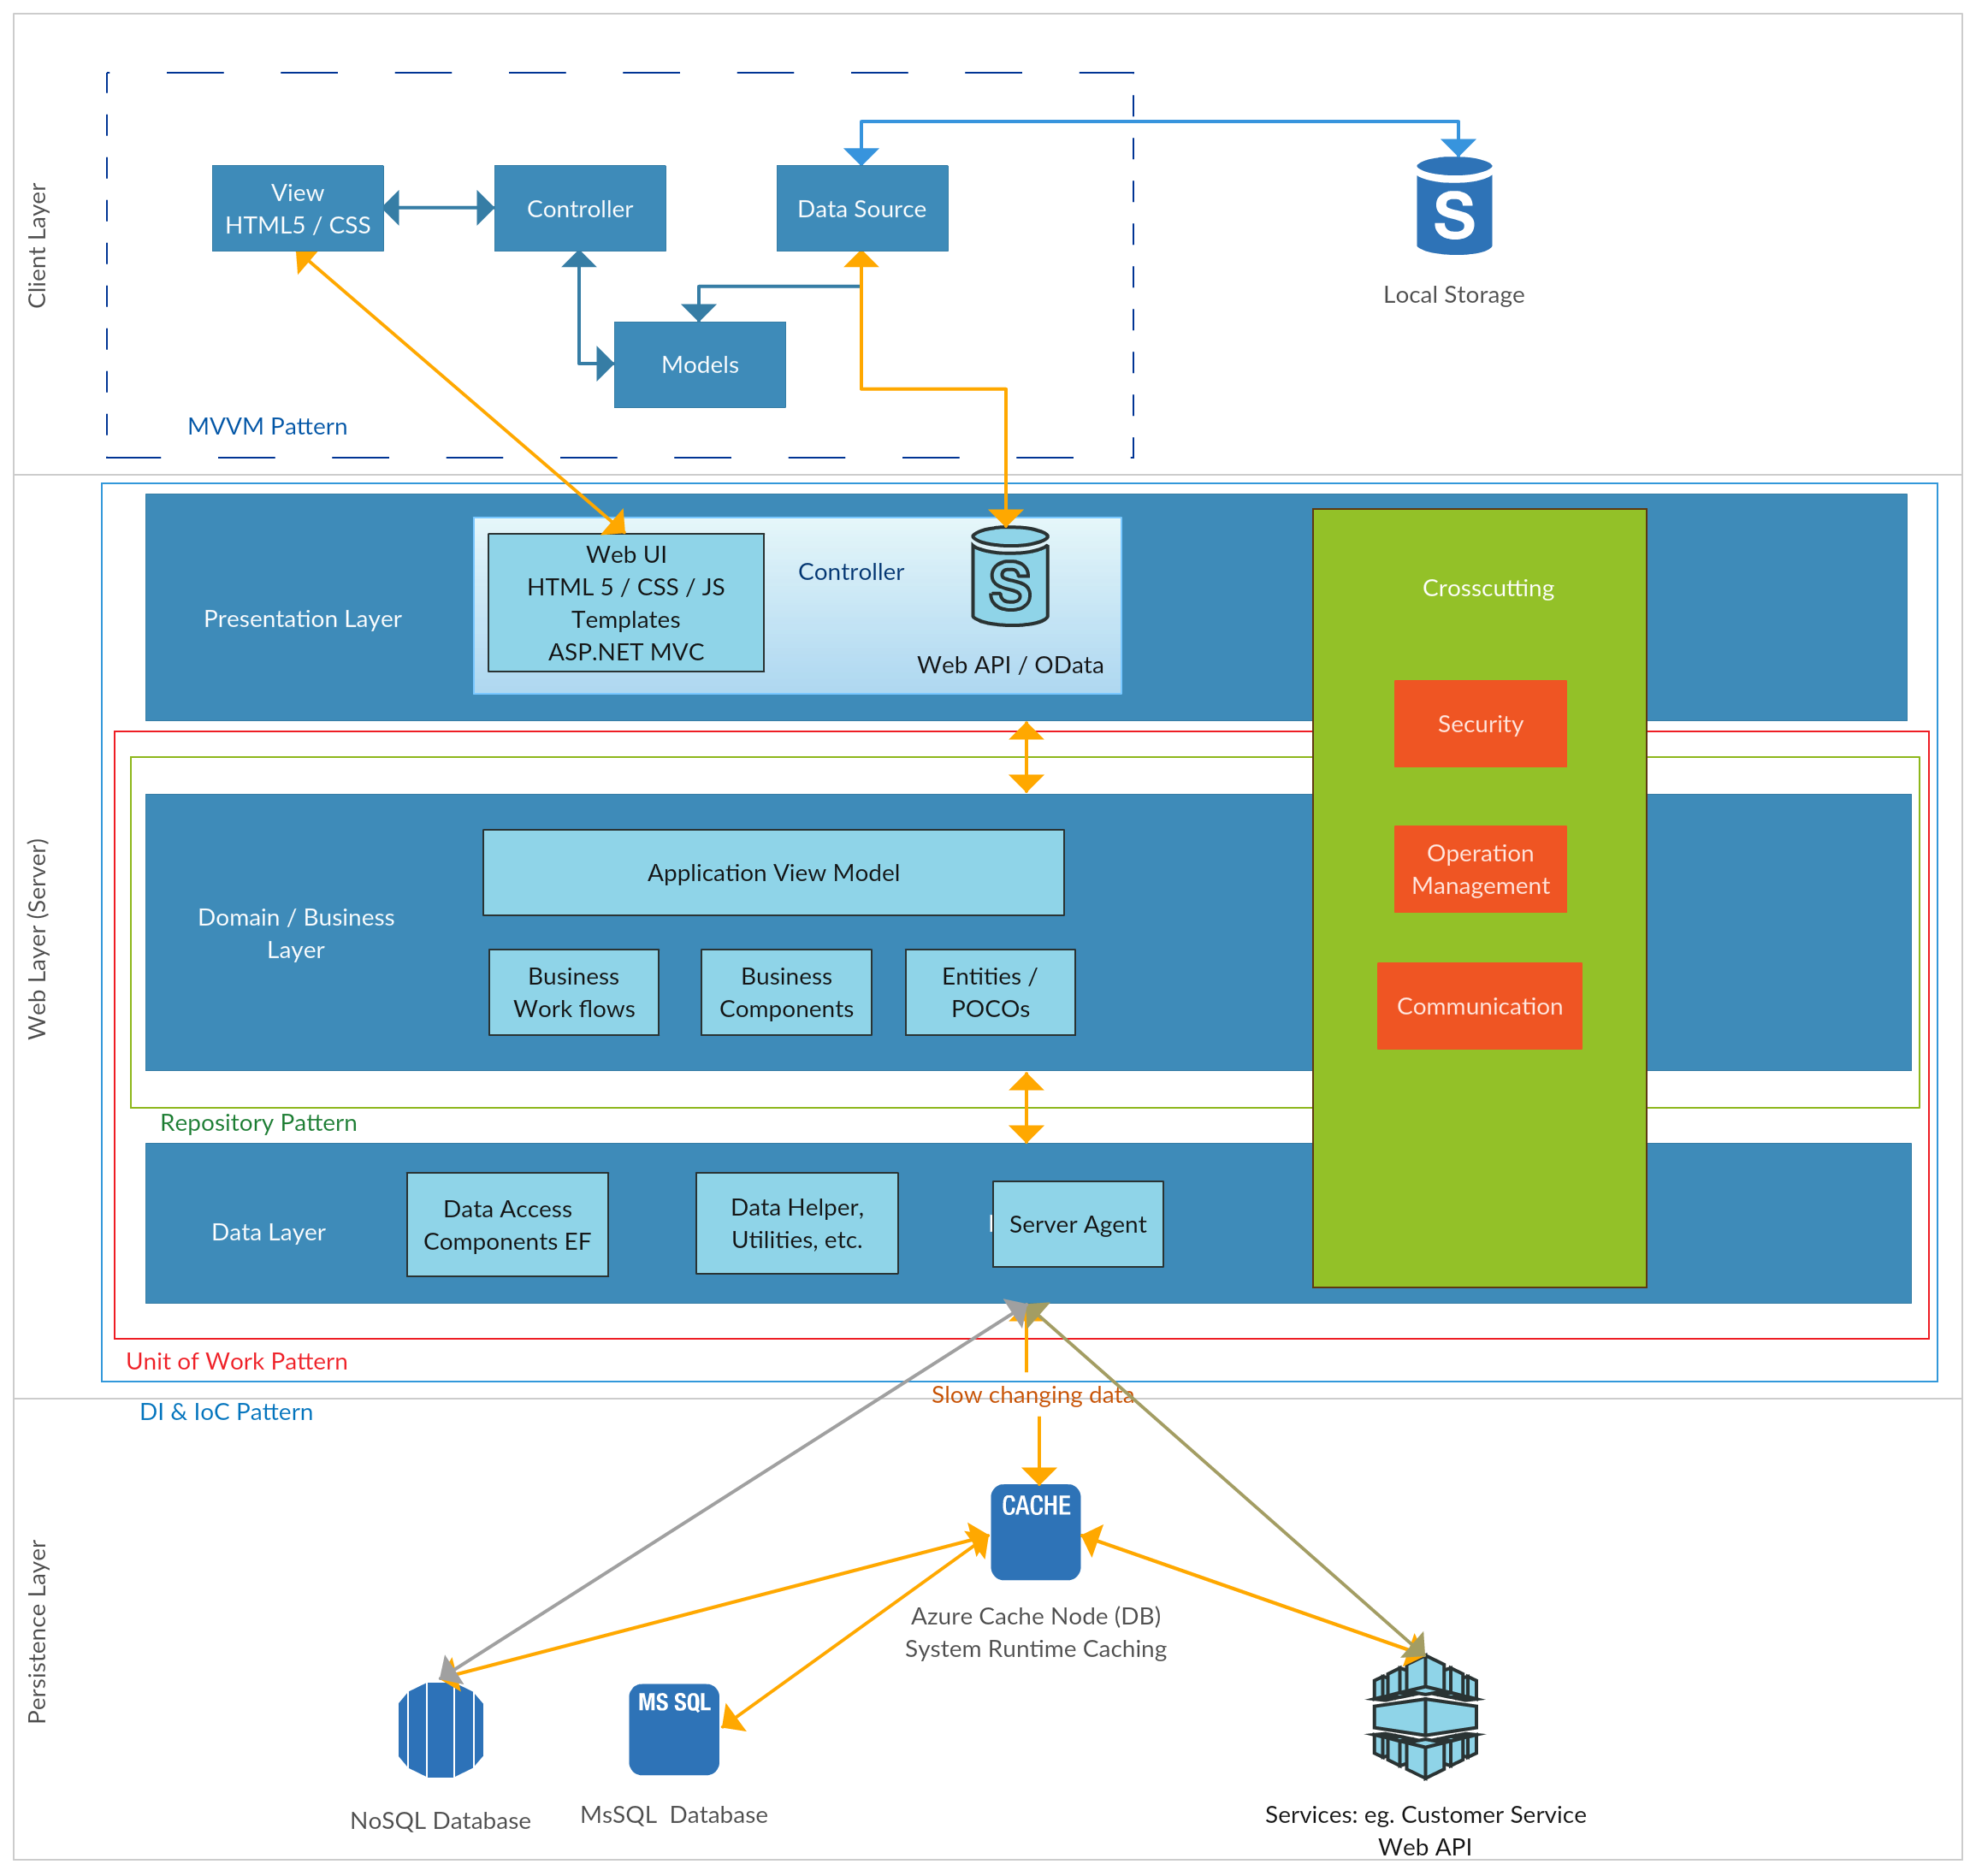 Client Layer
View
HTML5 / CSS
Controller
Data Source
Models
MVVM Pattern
S
Local Storage
Web Layer (Server)
Presentation Layer
Web UI
HTML 5 / CSS / JS
Templates
ASP.NET MVC
Controller
S
Web API / OData
Crosscutting
Security
Operation
Management
Communication
Domain / Business
Layer
Application View Model
Business
Work flows
Business
Components
Entities /
POCOs
Repository Pattern
Data Layer
Data Access
Components EF
Data Helper,
Utilities, etc.
Server Agent
Unit of Work Pattern
Slow changing data
DI & IoC Pattern
Persistence Layer
CACHE
Azure Cache Node (DB)
System Runtime Caching
NoSQL Database
MS SQL
MsSQL  Database
Services: eg. Customer Service
Web API